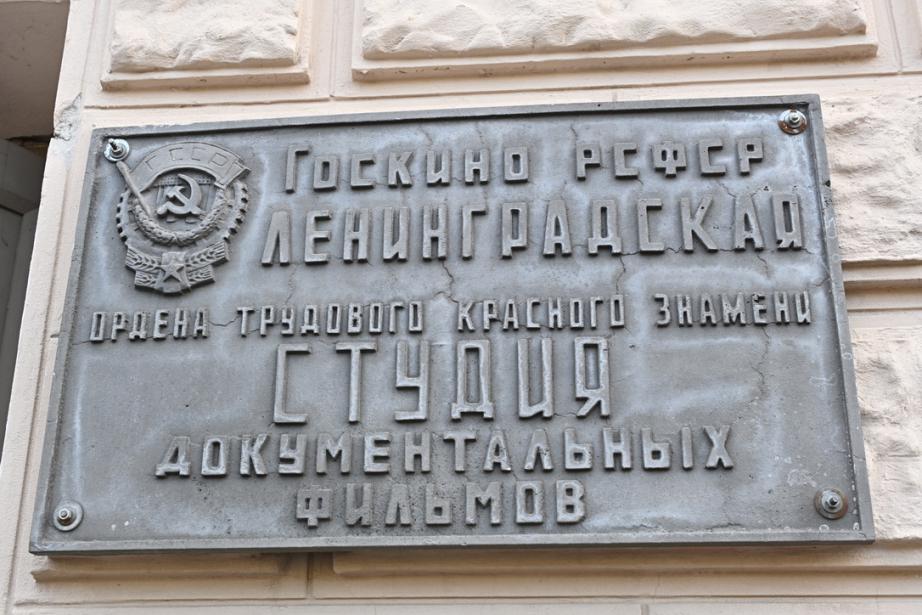 СССР
Госкино РСФСР
ЛЕНИНГРАДСКАЯ
ОРДЕНА ТРУДОВОГО КРАСНОГО ЗНАМЕНИ
СТУДИЯ
ДОКУМЕНТАЛЬНЫХ
ФИЛЬМОВ